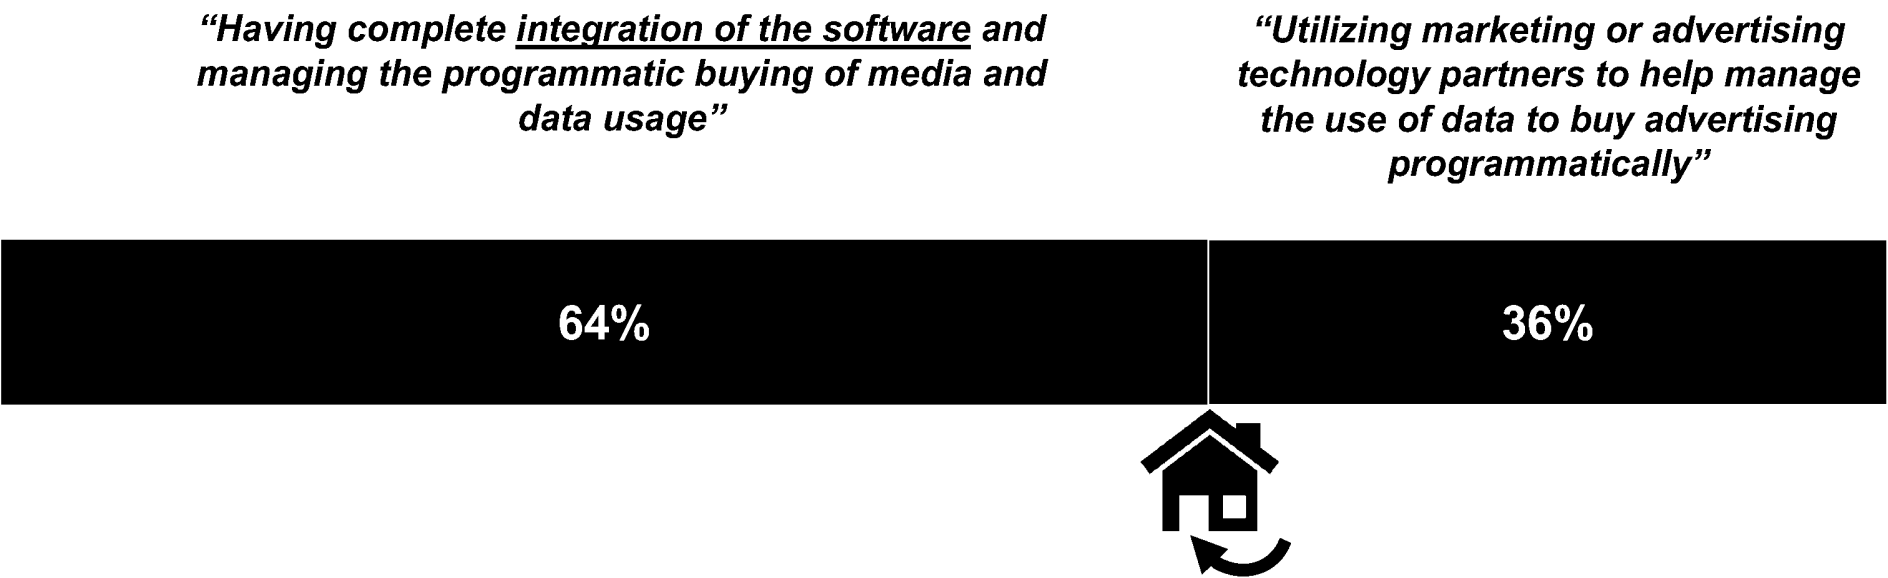 “Having complete integration of the software and
managing the programmatic buying of media and
data usage”
“Utilizing marketing or advertising
technology partners to help manage
the use of data to buy advertising
programmatically”
64%
36%